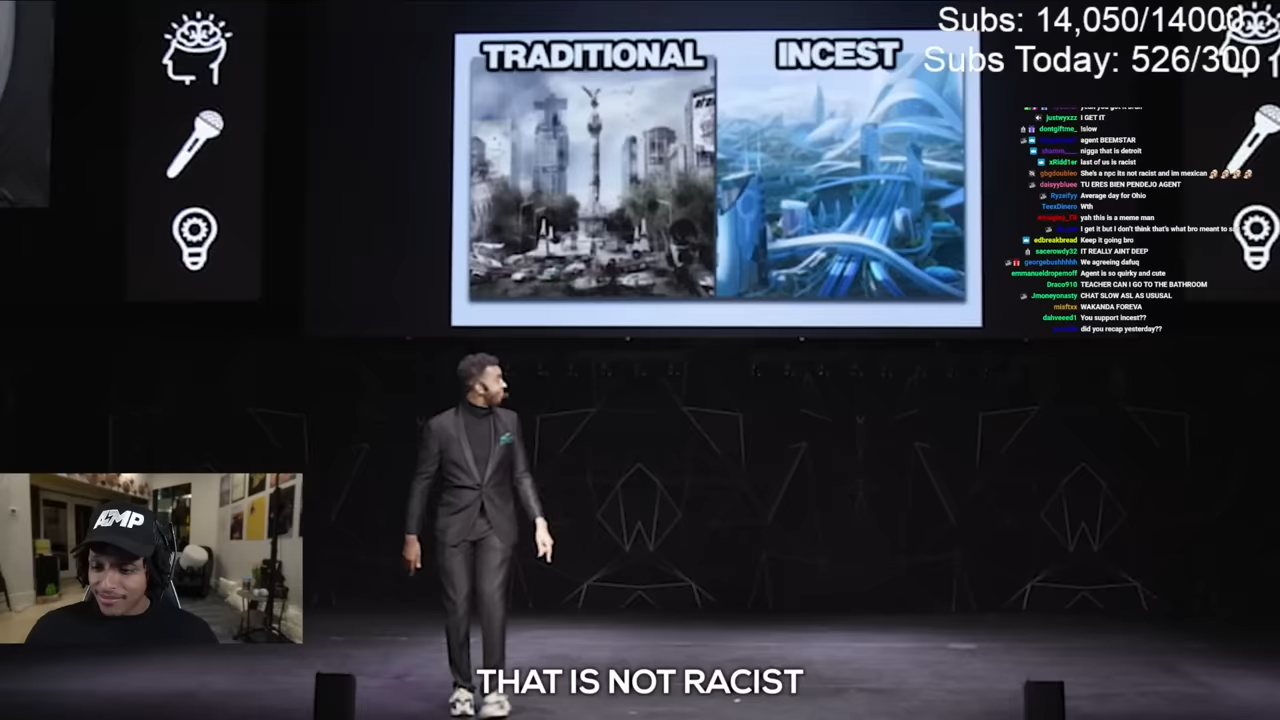 Subs: 14,050/14000
Subs Today: 526/300
TRADITIONAL
INCEST
justwyxzz I GET IT
dontgiftme_ !slow
agent BEEMSTAR
nigga that is detroit
xRidd1er last of us is racist
gbgdoubleo She's a npc its not racist and im mexican
daisyybluee TU ERES BIEN PENDEJO AGENT
Ryzeifyy Average day for Ohio
TeexDinero Wth
yah this is a meme man
I get it but I don't think that's what bro meant to
edbreakbread Keep it going bro
sacerowdy32 IT REALLY AINT DEEP
georgebushhhhh We agreeing dafuq
emmanueldropemoff Agent is so quirky and cute
Draco910 TEACHER CAN I GO TO THE BATHROOM
Jmoneyonasty CHAT SLOW ASL AS USUSAL
misftxx WAKANDA FOREVA
dahveeed1 You support incest??
did you recap yesterday??
AMP
THAT IS NOT RACIST